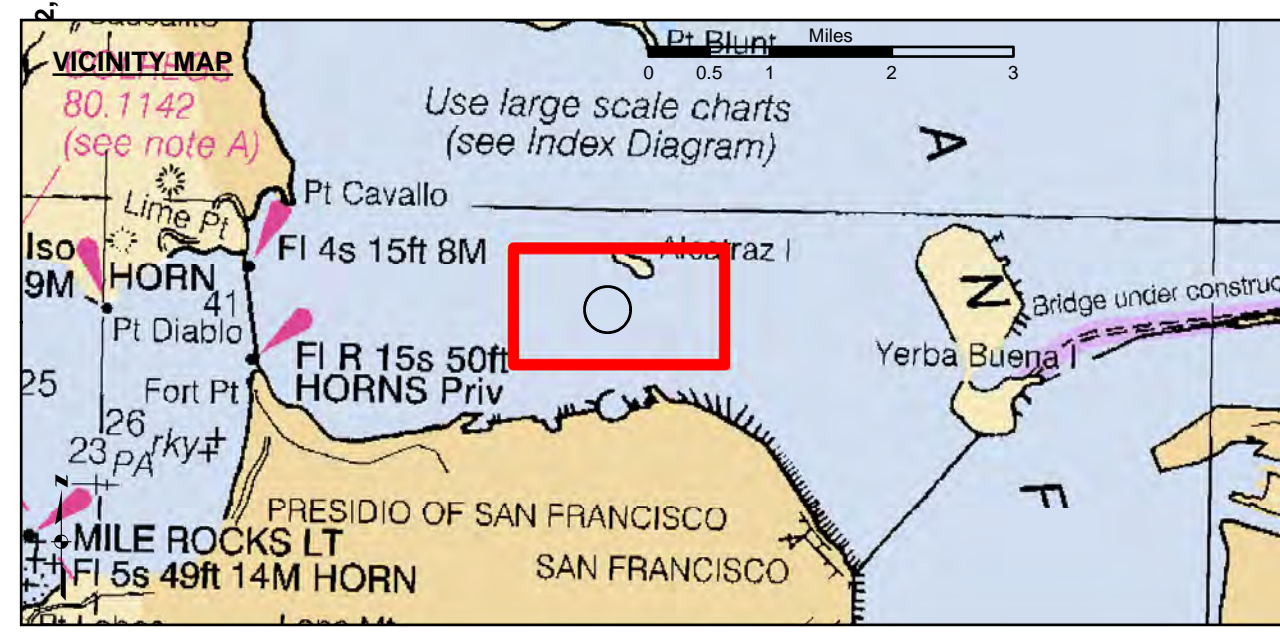 Pt Blunt
Miles
0 0.5 1 2 3
VICINITY MAP
COLREGS
80.1142
(see note A)
Use large scale charts
(see Index Diagram)
A
Pt Cavallo
Lime Pt
Fl 4s 15ft 8M
Alcatraz I
Iso
9M
HORN
41
Pt Diablo
N
Bridge under construc
Yerba Buena I
Fl R 15s 50ft
HORNS Priv
25
Fort Pt
26
23
PA
rky
F
z
PRESIDIO OF SAN FRANCISCO
SAN FRANCISCO
MILE ROCKS LT
Fl 5s 49ft 14M HORN